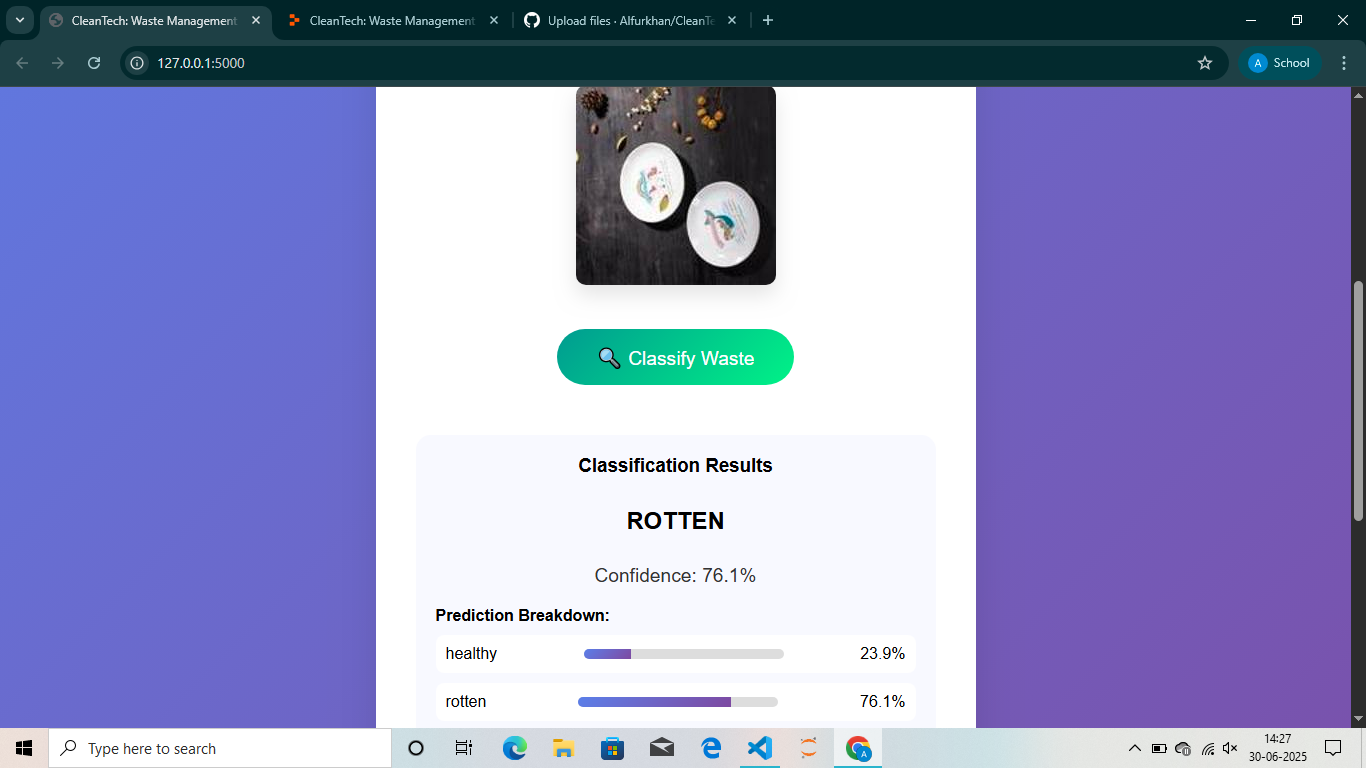 CleanTech: Waste Management
CleanTech: Waste Management
Upload files · Alfurkhan/CleanTe
127.0.0.1:5000
A
School
Classify Waste
Classification Results
ROTTEN
Confidence: 76.1%
Prediction Breakdown:
healthy 23.9%
rotten 76.1%
Type here to search
A
14:27
30-06-2025